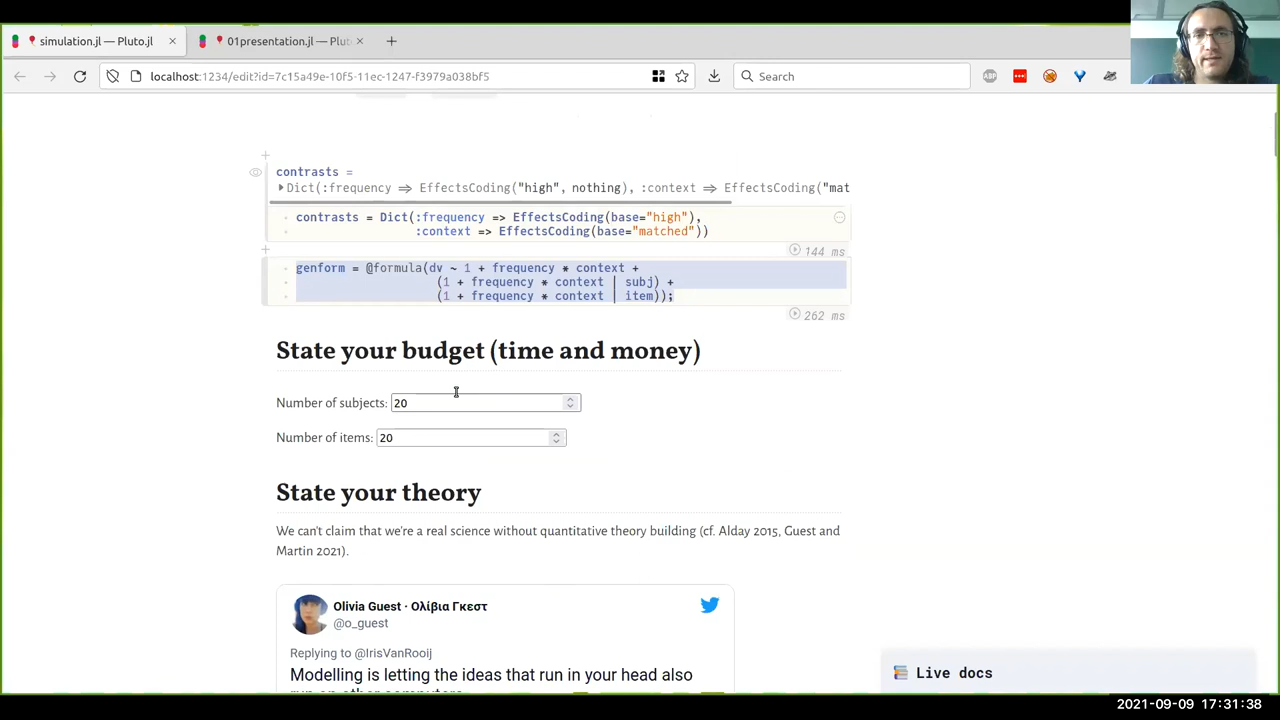 simulation.jl — Pluto.jl
01presentation.jl — Plut
localhost:1234/edit?id=7c15a49e-10f5-11ec-1247-f3979a038bf5
Search
ABP
contrasts =
Dict(:frequency ⇒ EffectsCoding("high", nothing), :context ⇒ EffectsCoding("mat
contrasts = Dict(:frequency => EffectsCoding(base="high"),
:context => EffectsCoding(base="matched"))
144 ms
genform = @formula(dv ~ 1 + frequency * context +
(1 + frequency * context | subj) +
(1 + frequency * context | item));
262 ms
State your budget (time and money)
Number of subjects: 20
Number of items: 20
State your theory
We can't claim that we're a real science without quantitative theory building (cf. Alday 2015, Guest and
Martin 2021).
Olivia Guest · Ολίβια Γκεστ
@o_guest
Replying to @IrisVanRooij
Modelling is letting the ideas that run in your head also
Live docs
2021-09-09 17:31:38